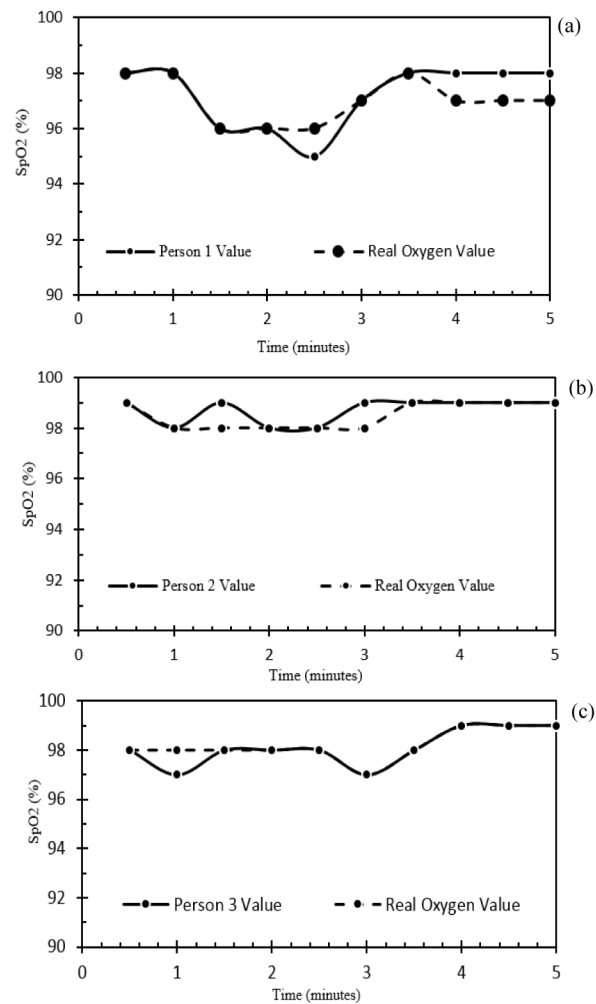 (a)
100
98
96
94
92
90
SpO2 (%)
Person 1 Value
Real Oxygen Value
0 1 2 3 4 5
Time (minutes)
(b)
100
98
96
94
92
90
SpO2 (%)
Person 2 Value
Real Oxygen Value
0 1 2 3 4 5
Time (minutes)
(c)
100
98
96
94
92
90
SpO2 (%)
Person 3 Value
Real Oxygen Value
0 1 2 3 4 5
Time (minutes)